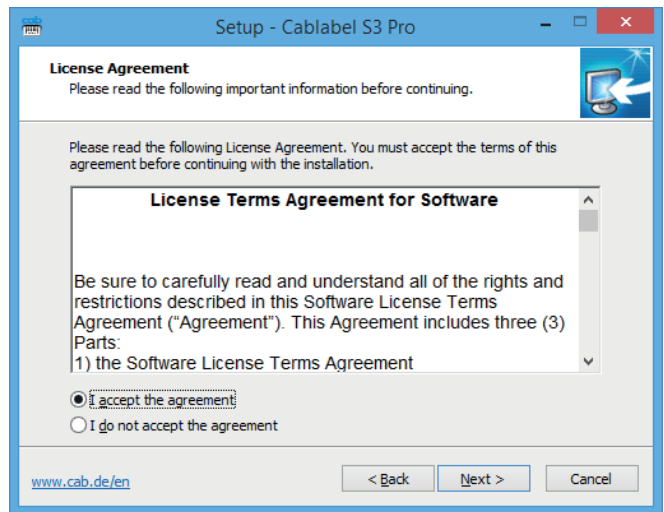 cab
Setup - Cablabel S3 Pro
License Agreement
Please read the following important information before continuing.
Please read the following License Agreement. You must accept the terms of this
agreement before continuing with the installation.
License Terms Agreement for Software
Be sure to carefully read and understand all of the rights and
restrictions described in this Software License Terms
Agreement (“Agreement”). This Agreement includes three (3)
Parts:
1) the Software License Terms Agreement
I accept the agreement
I do not accept the agreement
www.cab.de/en
< Back
Next >
Cancel